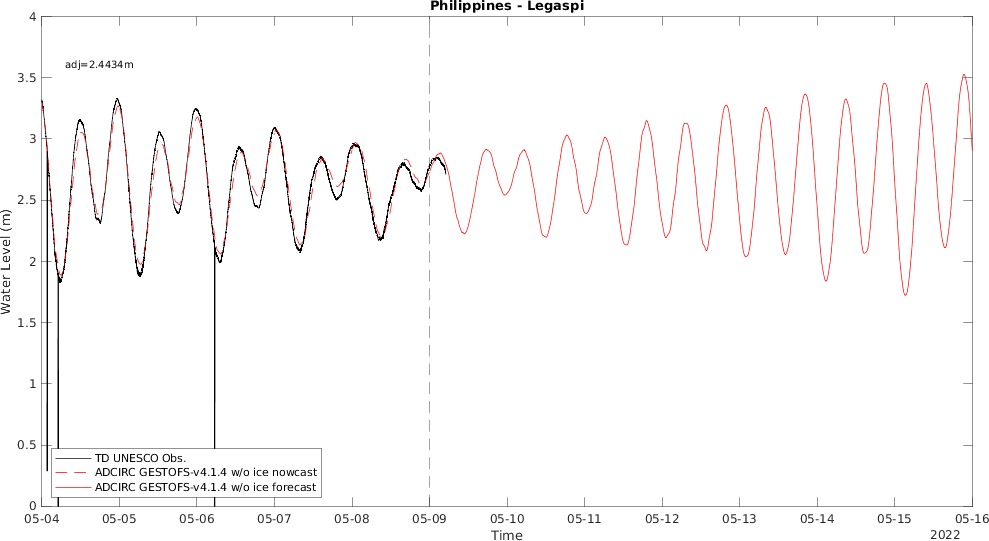 Philippines - Legaspi
adj=2.4434m
4
3.5
3
2.5
2
1.5
1
0.5
0
Water Level (m)
TD UNESCO Obs.
ADCIRC GESTOFS-v4.1.4 w/o ice nowcast
ADCIRC GESTOFS-v4.1.4 w/o ice forecast
05-04 05-05 05-06 05-07 05-08 05-09 05-10 05-11 05-12 05-13 05-14 05-15 05-16
Time
2022